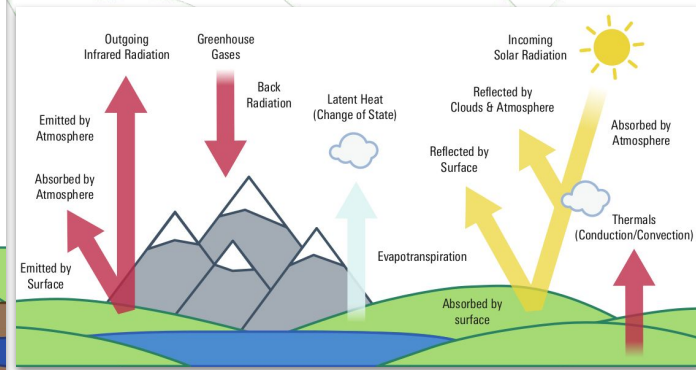 Outgoing
Infrared Radiation
Greenhouse
Gases
Back
Radiation
Emitted by
Atmosphere
Absorbed by
Atmosphere
Emitted by
Surface
Latent Heat
(Change of State)
Evapotranspiration
Incoming
Solar Radiation
Reflected by
Clouds & Atmosphere
Reflected by
Surface
Absorbed by
Atmosphere
Absorbed by
surface
Thermals
(Conduction/Convection)